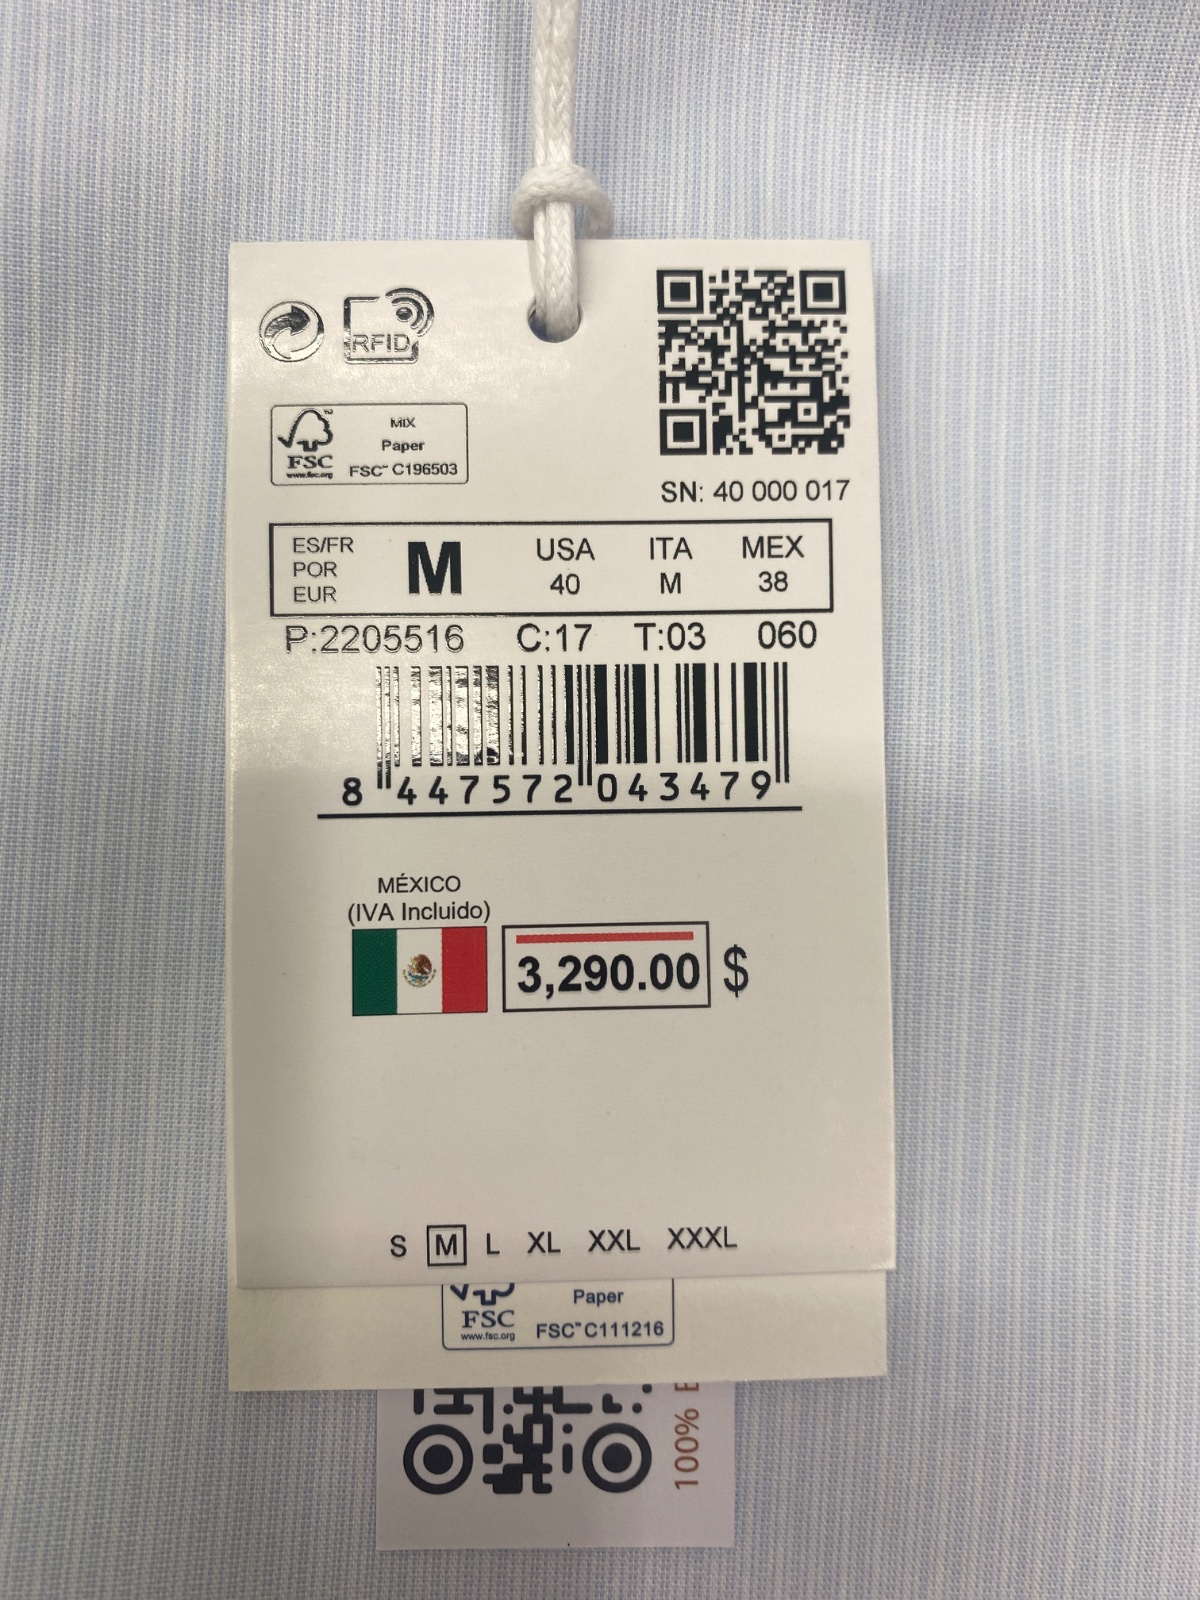 RFID
FSC™
www.fsc.org
MIX
Paper
FSC™ C196503
SN: 40 000 017
ES/FR
POR
EUR
M
USA
40
ITA
M
MEX
38
P:2205516 C:17 T:03 060
8 447572 043479
MÉXICO
(IVA Incluido)
3,290.00 $
S M L XL XXL XXXL
FSC
www.fsc.org
Paper
FSC™ C111216
100%